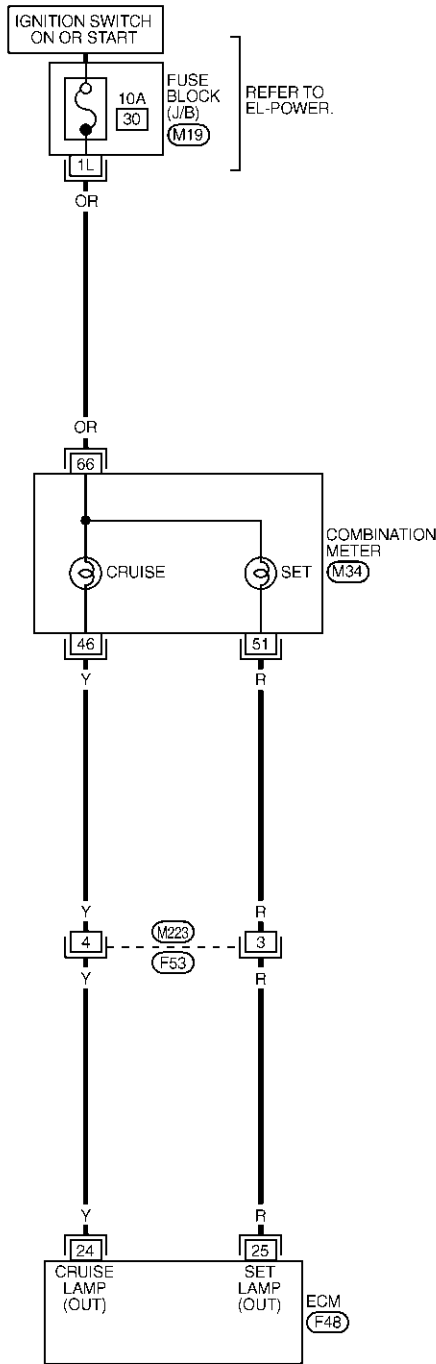 IGNITION SWITCH
ON OR START
10A
30
FUSE
BLOCK
(J/B)
M19
REFER TO
EL-POWER.
1L
OR
OR
66
CRUISE
SET
COMBINATION
METER
M34
46
51
Y
R
Y
R
4
M223
3
F53
Y
R
Y
R
24
25
CRUISE
LAMP
(OUT)
SET
LAMP
(OUT)
ECM
F48